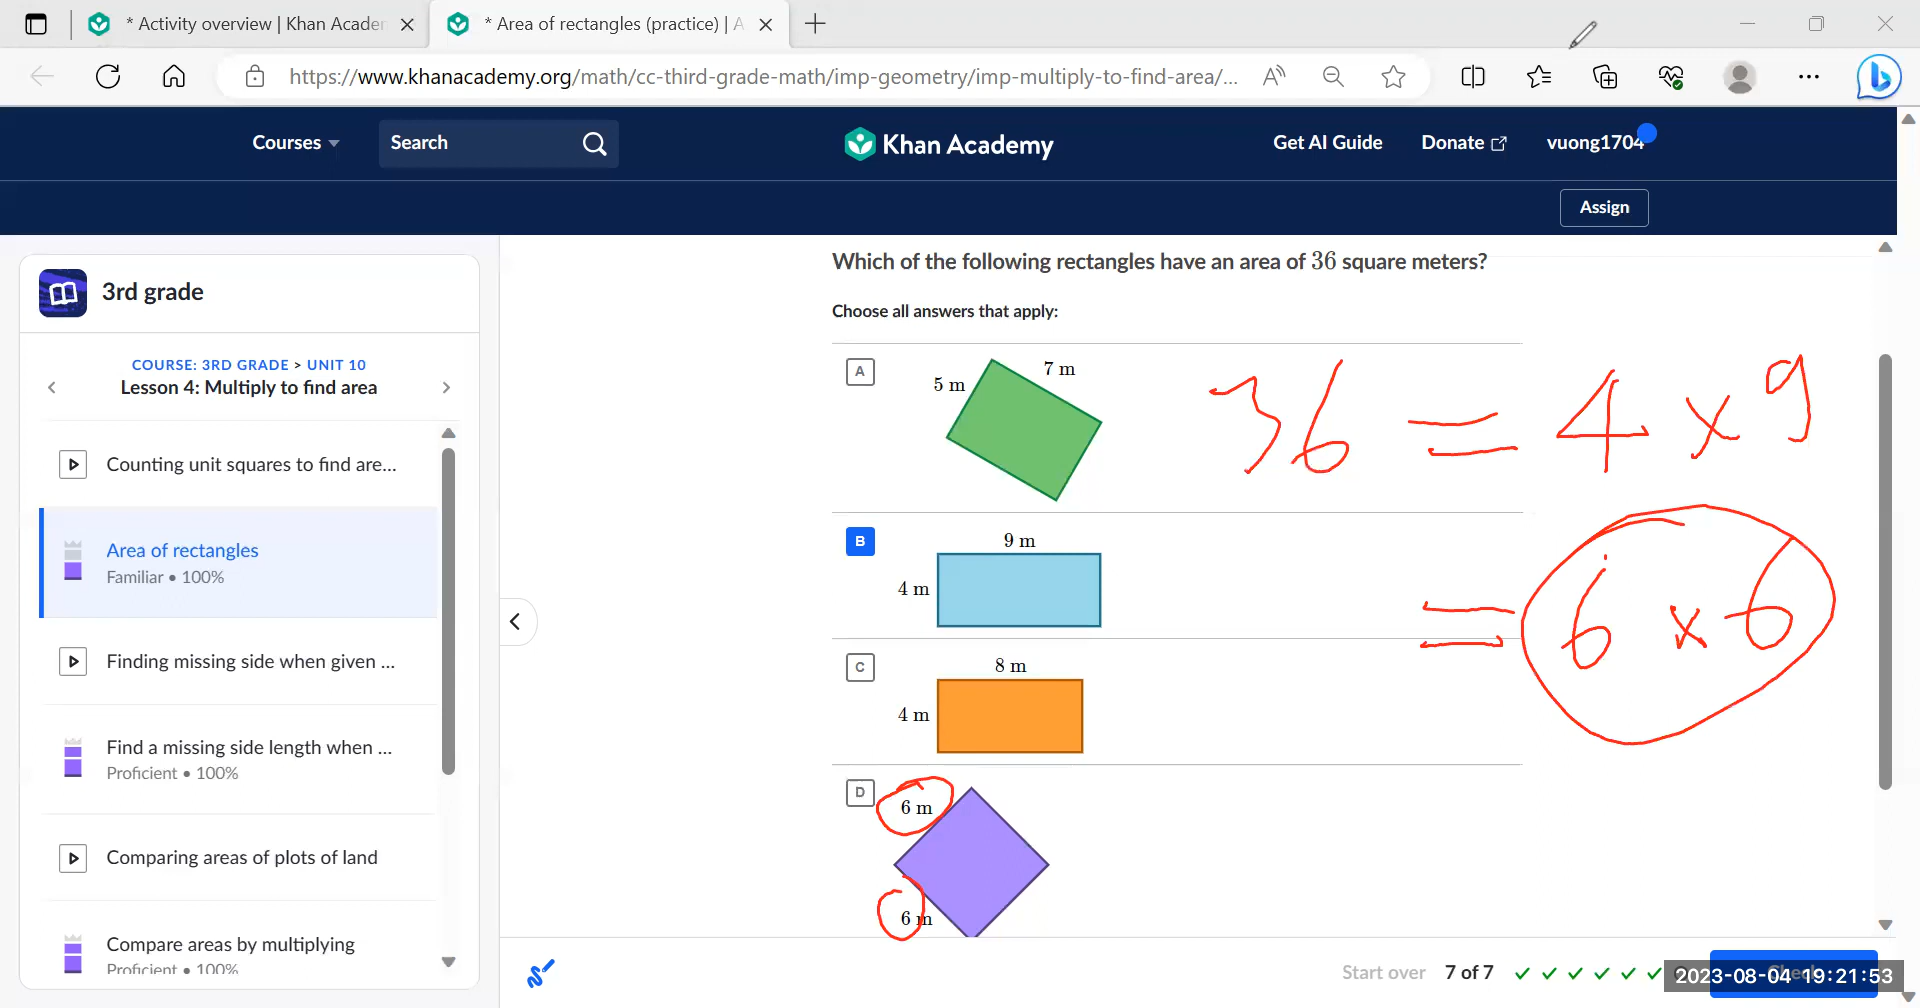 * Activity overview | Khan Acade
* Area of rectangles (practice) | A
https://www.khanacademy.org/math/cc-third-grade-math/imp-geometry/imp-multiply-to-find-area/...
Courses
Search
Khan Academy
Get AI Guide
Donate
vuong1704
Assign
3rd grade
COURSE: 3RD GRADE > UNIT 10
Lesson 4: Multiply to find area
Counting unit squares to find are...
Area of rectangles
Familiar • 100%
Finding missing side when given ...
Find a missing side length when ...
Proficient • 100%
Comparing areas of plots of land
Compare areas by multiplying
Proficient • 100%
Which of the following rectangles have an area of 36 square meters?
Choose all answers that apply:
A
5 m
7 m
36 = 4 x 9
B
9 m
4 m
= 6 x 6
C
8 m
4 m
D
6 m
6 m
Start over
7 of 7
2023-08-04 19:21:53